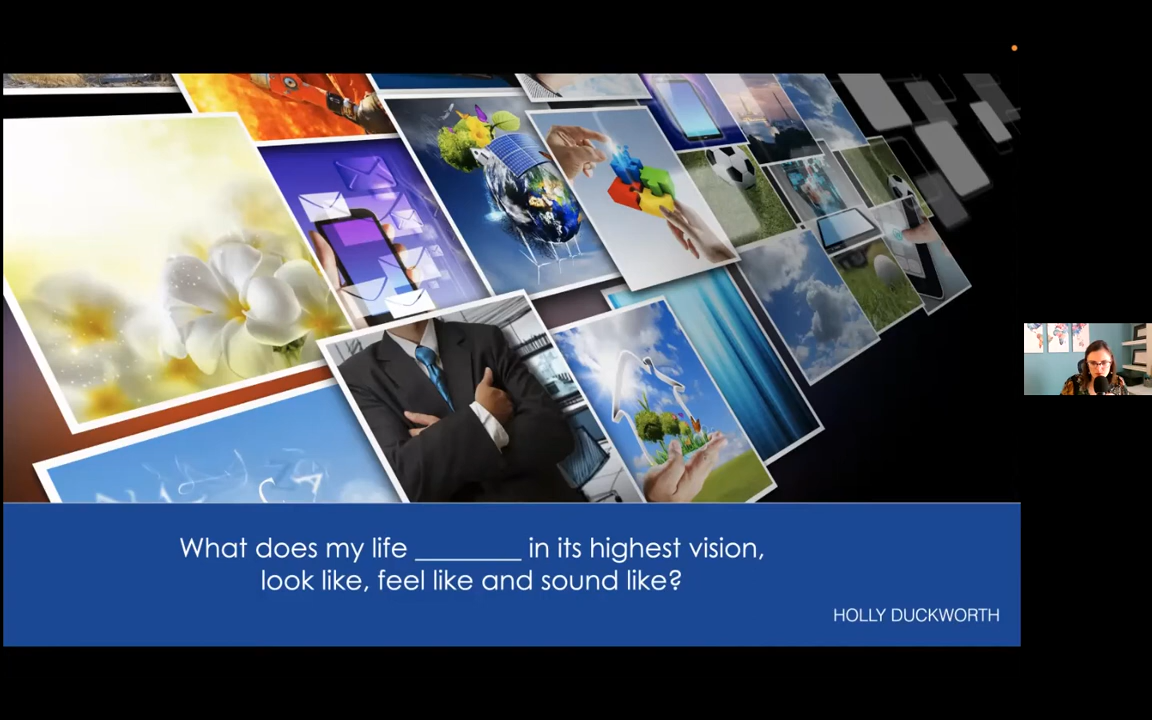 What does my life ________ in its highest vision,
look like, feel like and sound like?
HOLLY DUCKWORTH